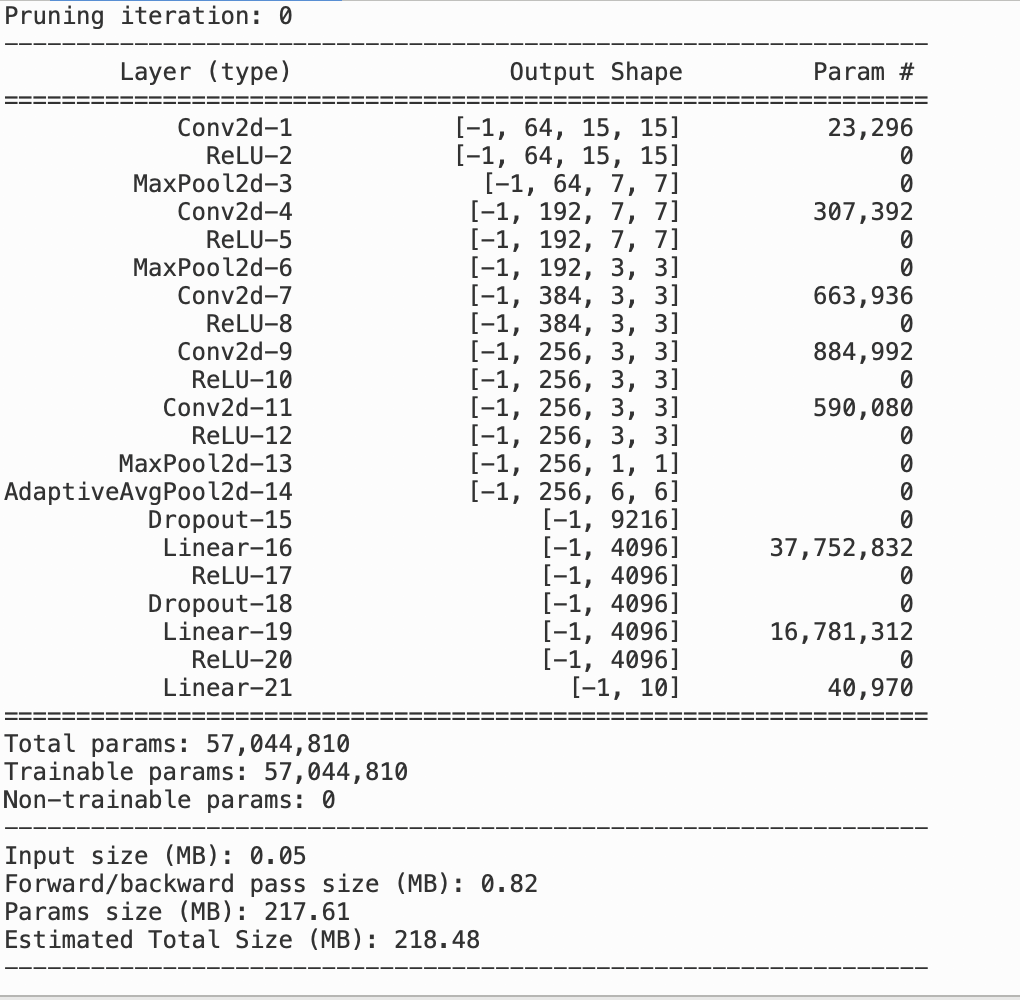 Pruning iteration: 0
----------------------------------------------------------------
Layer (type) Output Shape Param #
================================================================
Conv2d-1 [-1, 64, 15, 15] 23,296
ReLU-2 [-1, 64, 15, 15] 0
MaxPool2d-3 [-1, 64, 7, 7] 0
Conv2d-4 [-1, 192, 7, 7] 307,392
ReLU-5 [-1, 192, 7, 7] 0
MaxPool2d-6 [-1, 192, 3, 3] 0
Conv2d-7 [-1, 384, 3, 3] 663,936
ReLU-8 [-1, 384, 3, 3] 0
Conv2d-9 [-1, 256, 3, 3] 884,992
ReLU-10 [-1, 256, 3, 3] 0
Conv2d-11 [-1, 256, 3, 3] 590,080
ReLU-12 [-1, 256, 3, 3] 0
MaxPool2d-13 [-1, 256, 1, 1] 0
AdaptiveAvgPool2d-14 [-1, 256, 6, 6] 0
Dropout-15 [-1, 9216] 0
Linear-16 [-1, 4096] 37,752,832
ReLU-17 [-1, 4096] 0
Dropout-18 [-1, 4096] 0
Linear-19 [-1, 4096] 16,781,312
ReLU-20 [-1, 4096] 0
Linear-21 [-1, 10] 40,970
================================================================
Total params: 57,044,810
Trainable params: 57,044,810
Non-trainable params: 0
----------------------------------------------------------------
Input size (MB): 0.05
Forward/backward pass size (MB): 0.82
Params size (MB): 217.61
Estimated Total Size (MB): 218.48
----------------------------------------------------------------